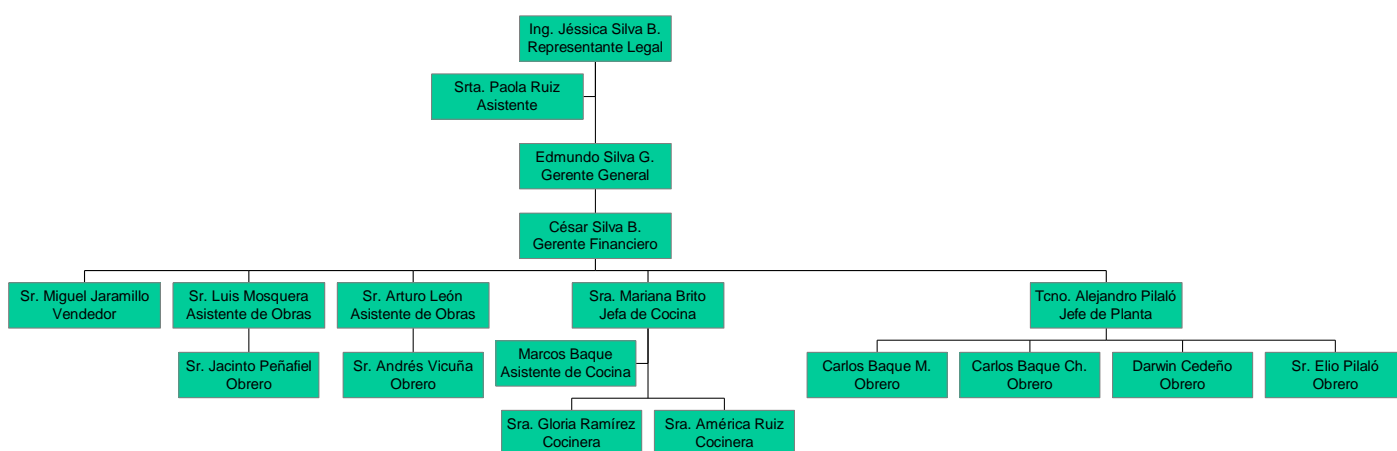 Ing. Jéssica Silva B.
Representante Legal
Srta. Paola Ruiz
Asistente
Edmundo Silva G.
Gerente General
César Silva B.
Gerente Financiero
Sr. Miguel Jaramillo
Vendedor
Sr. Luis Mosquera
Asistente de Obras
Sr. Arturo León
Asistente de Obras
Sra. Mariana Brito
Jefa de Cocina
Tcno. Alejandro Pilaló
Jefe de Planta
Sr. Jacinto Peñafiel
Obrero
Sr. Andrés Vicuña
Obrero
Marcos Baque
Asistente de Cocina
Carlos Baque M.
Obrero
Carlos Baque Ch.
Obrero
Darwin Cedeño
Obrero
Sr. Elio Pilaló
Obrero
Sra. Gloria Ramírez
Cocinera
Sra. América Ruiz
Cocinera